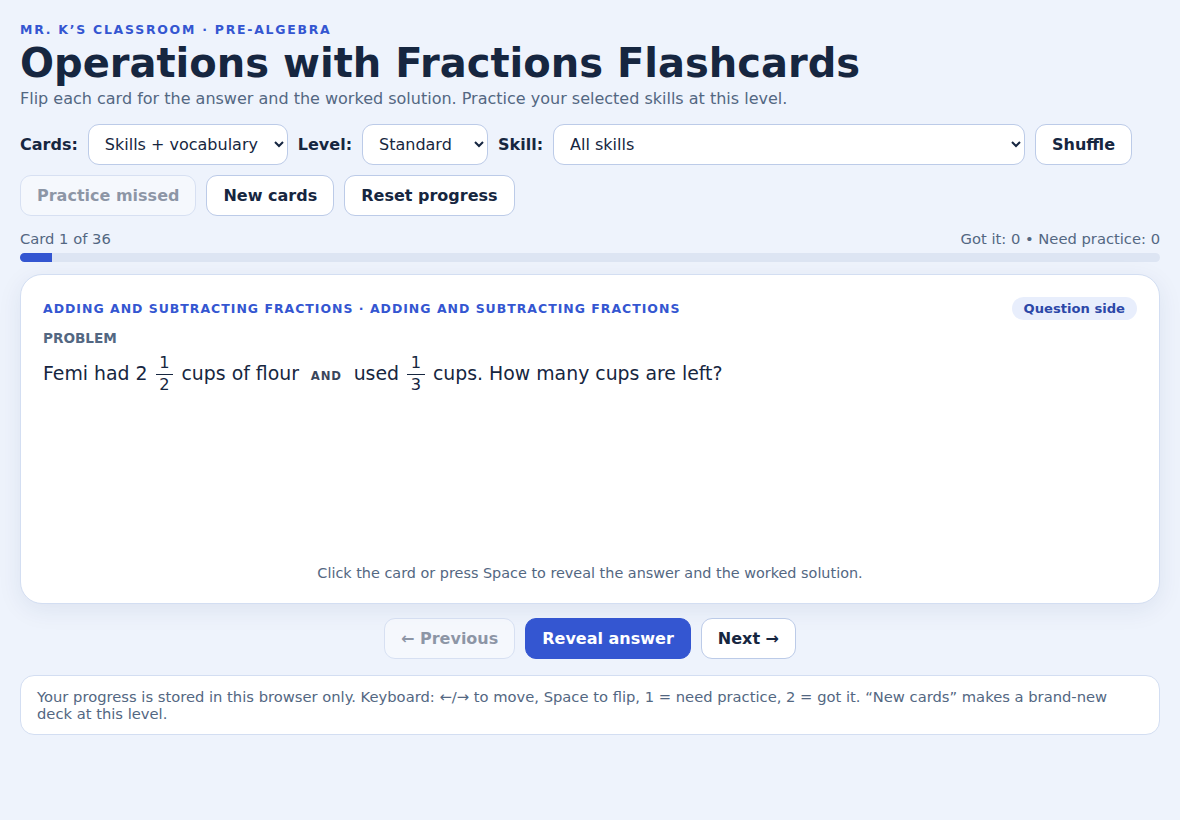 MR. K’S CLASSROOM · PRE-ALGEBRA
Operations with Fractions Flashcards
Flip each card for the answer and the worked solution. Practice your selected skills at this level.
Cards: Skills + vocabulary Level: Standard Skill: All skills Shuffle
Practice missed New cards Reset progress
Card 1 of 36 Got it: 0 • Need practice: 0
ADDING AND SUBTRACTING FRACTIONS · ADDING AND SUBTRACTING FRACTIONS Question side
PROBLEM
Femi had 2 1/2 cups of flour AND used 1/3 cups. How many cups are left?
Click the card or press Space to reveal the answer and the worked solution.
← Previous Reveal answer Next →
Your progress is stored in this browser only. Keyboard: ←/→ to move, Space to flip, 1 = need practice, 2 = got it. “New cards” makes a brand-new
deck at this level.